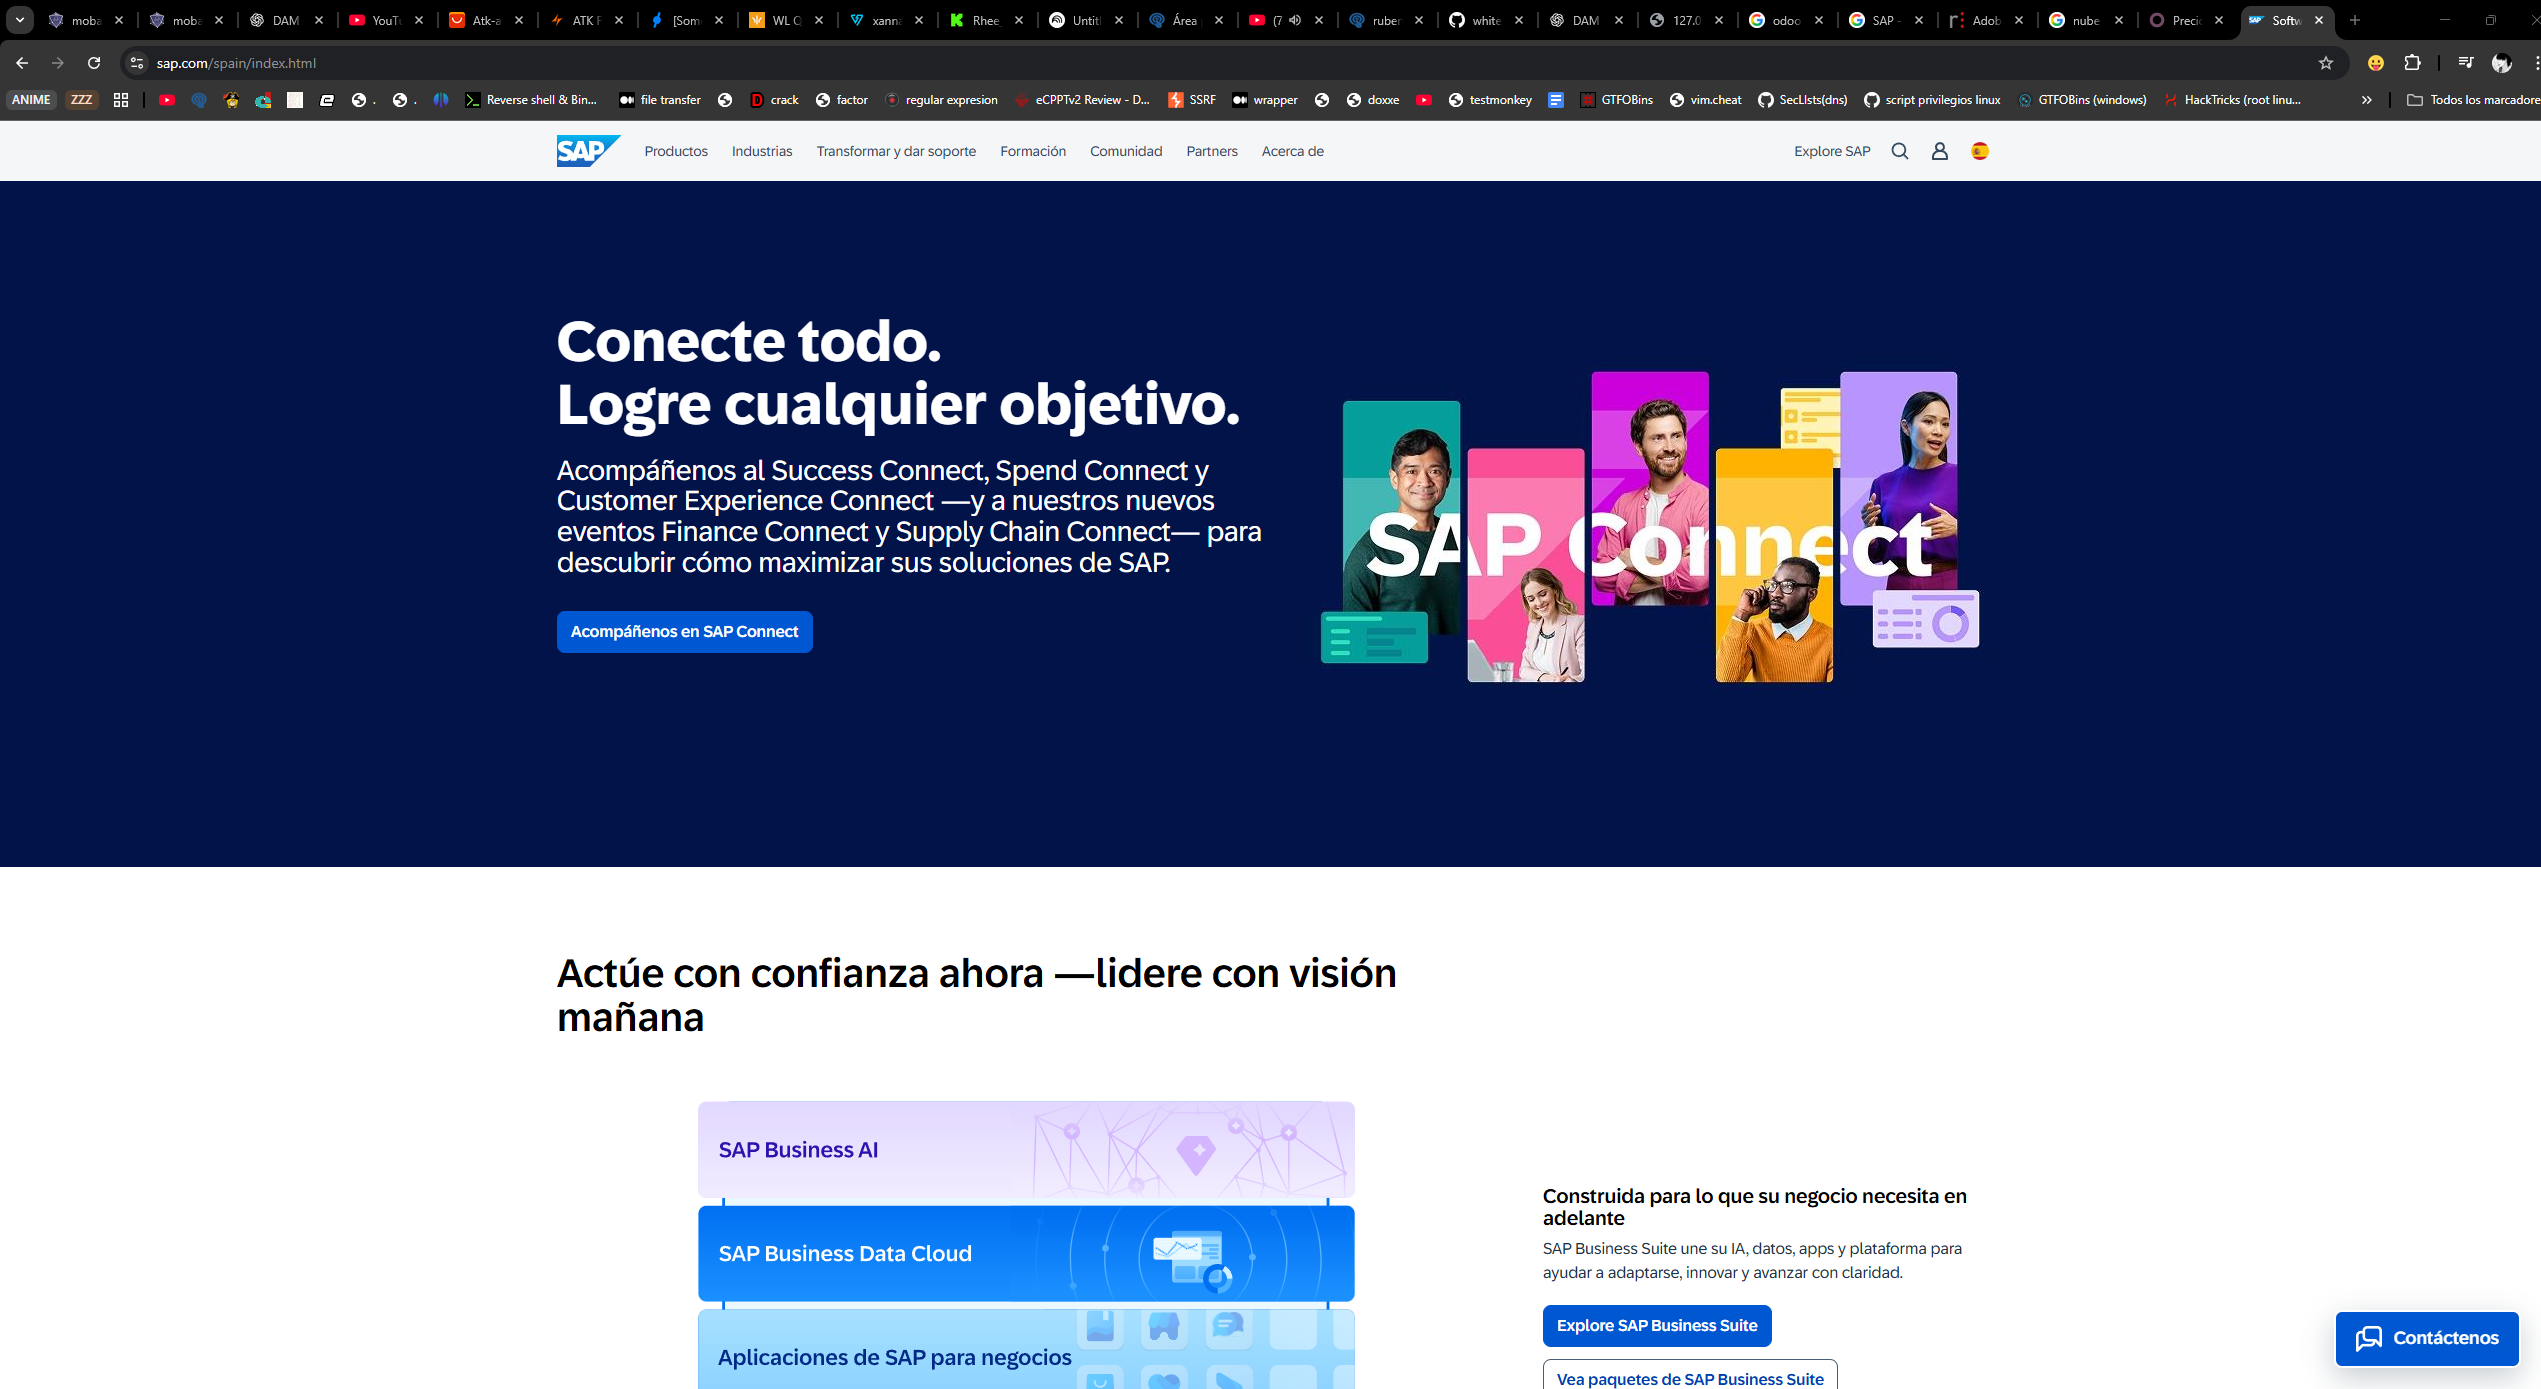 moba
moba
DAM
YouTu
Atk-a
ATK F
[Som
WL Q
xanna
Rhee_
Untitl
Área
(7
ruber
white
DAM
127.0
odoo
SAP -
Adob
nube
Precio
Softw
sap.com/spain/index.html
ANIME
ZZZ
.
.
Reverse shell & Bin...
file transfer
crack
factor
regular expresion
eCPPTv2 Review - D...
SSRF
wrapper
doxxe
testmonkey
GTFOBins
vim.cheat
SecLIsts(dns)
script privilegios linux
GTFOBins (windows)
HackTricks (root linu...
Todos los marcadore
SAP
Productos
Industrias
Transformar y dar soporte
Formación
Comunidad
Partners
Acerca de
Explore SAP
Conecte todo.
Logre cualquier objetivo.
Acompáñenos al Success Connect, Spend Connect y
Customer Experience Connect —y a nuestros nuevos
eventos Finance Connect y Supply Chain Connect— para
descubrir cómo maximizar sus soluciones de SAP.
Acompáñenos en SAP Connect
SAP Connect
Actúe con confianza ahora —lidere con visión
mañana
SAP Business AI
SAP Business Data Cloud
Aplicaciones de SAP para negocios
Construida para lo que su negocio necesita en
adelante
SAP Business Suite une su IA, datos, apps y plataforma para
ayudar a adaptarse, innovar y avanzar con claridad.
Explore SAP Business Suite
Vea paquetes de SAP Business Suite
Contáctenos